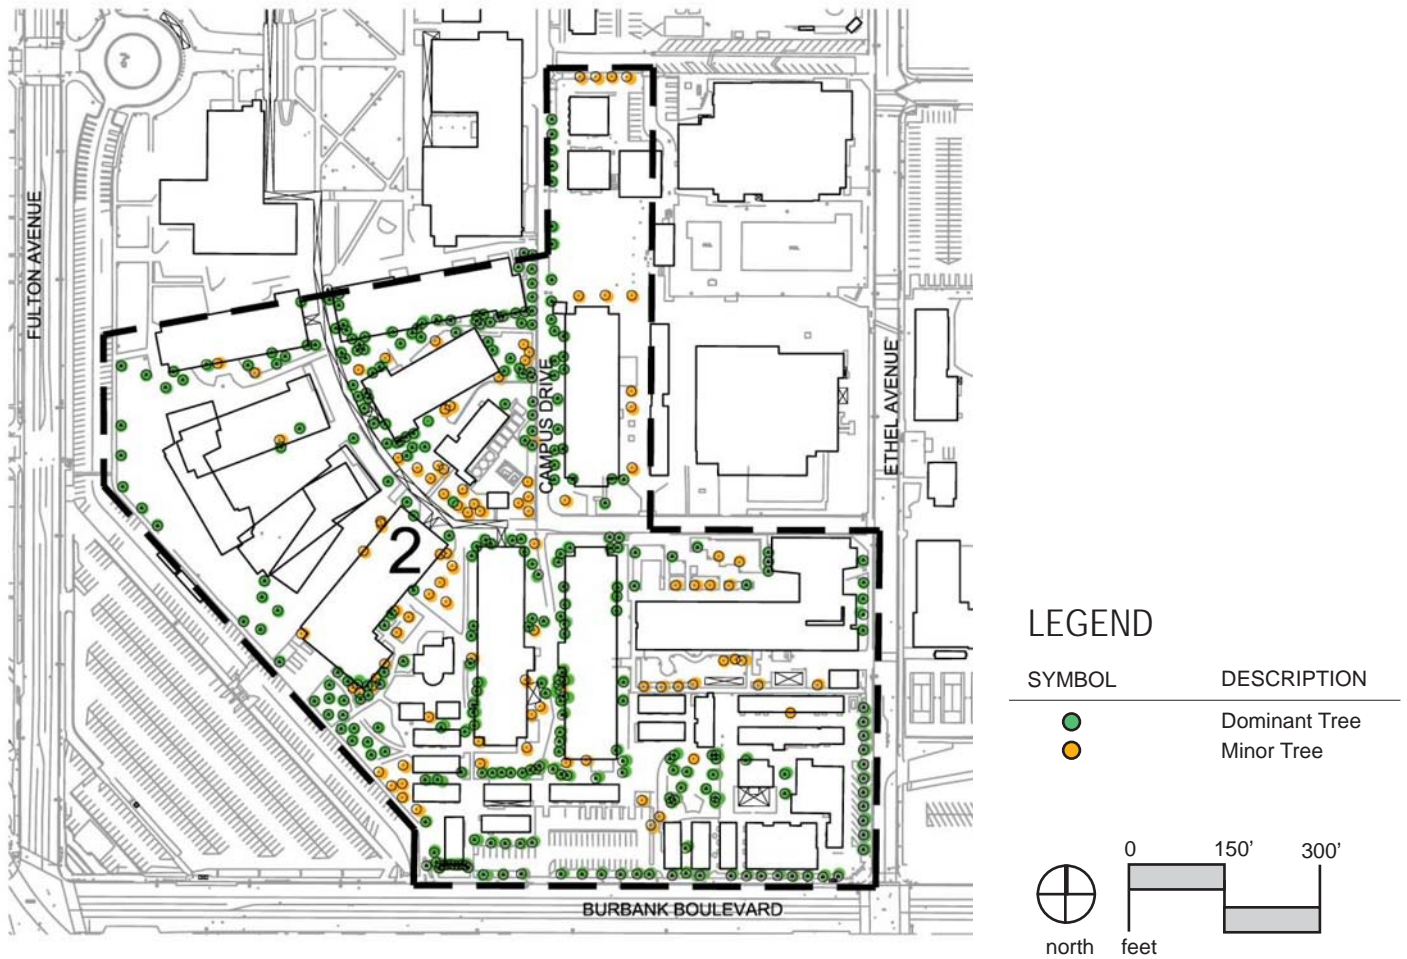 FULTON AVENUE
CAMPUS DRIVE
ETHEL AVENUE
2
BURBANK BOULEVARD
LEGEND
SYMBOL DESCRIPTION
Dominant Tree
Minor Tree
0 150' 300'
north feet